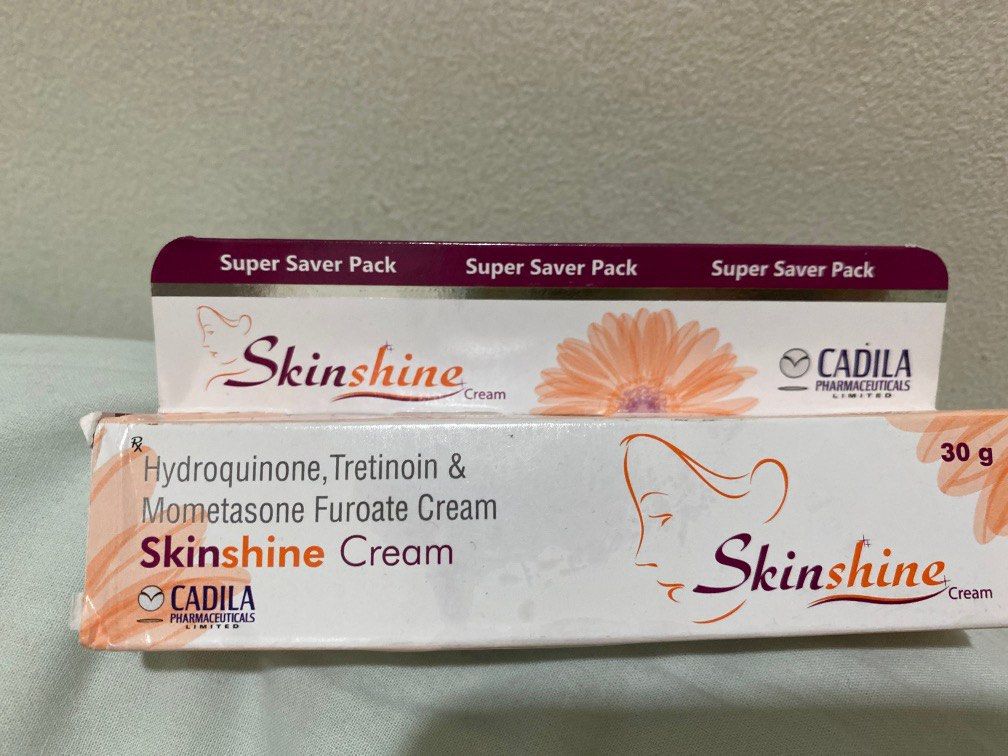 Super Saver Pack Super Saver Pack Super Saver Pack
Skinshine
Cream
CADILA
PHARMACEUTICALS
LIMITED
Rx
Hydroquinone, Tretinoin &
Mometasone Furoate Cream
Skinshine Cream
CADILA
PHARMACEUTICALS
LIMITED
30 g
Skinshine
Cream